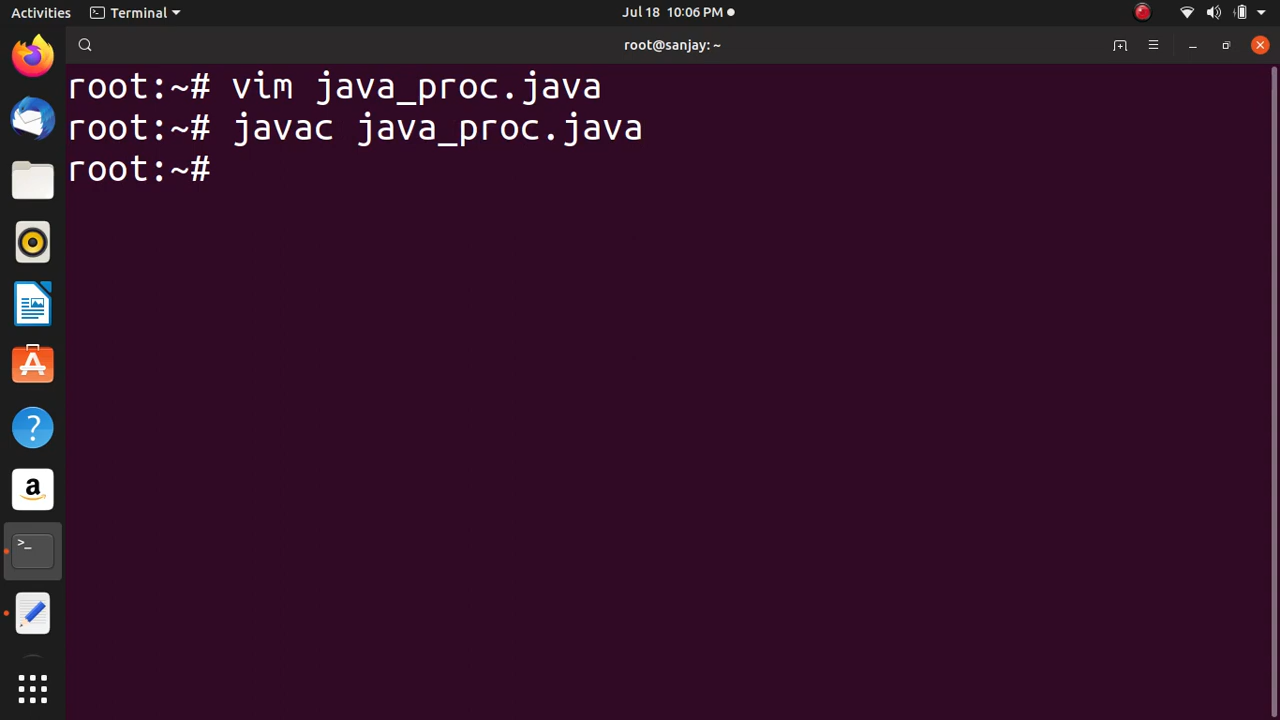 Activities
Terminal
Jul 18 10:06 PM
root@sanjay: ~
root:~# vim java_proc.java
root:~# javac java_proc.java
root:~#